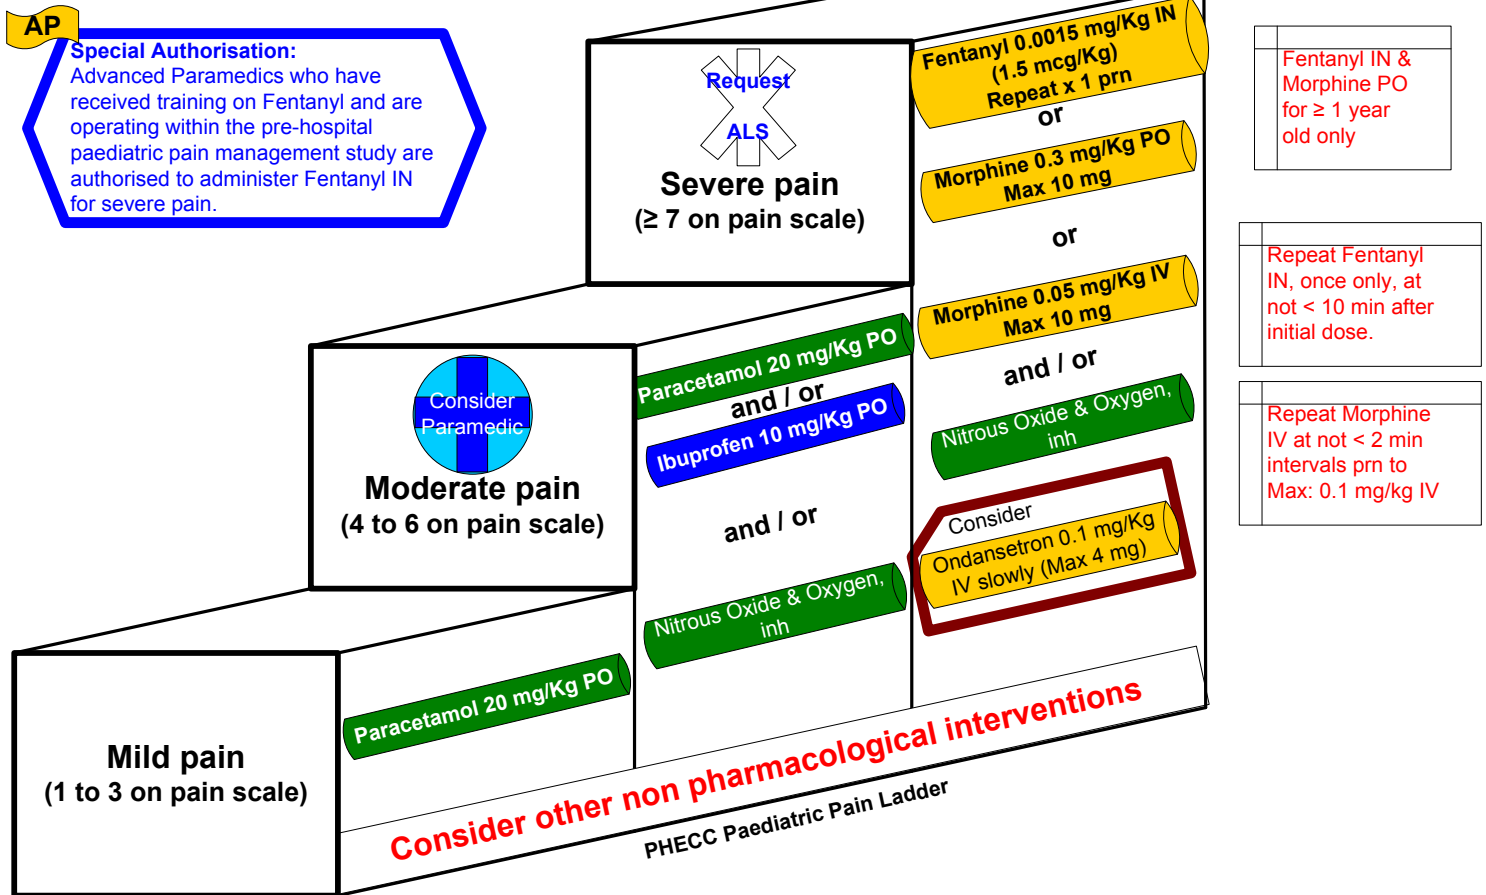 AP
Special Authorisation:
Advanced Paramedics who have
received training on Fentanyl and are
operating within the pre-hospital
paediatric pain management study are
authorised to administer Fentanyl IN
for severe pain.
Request
ALS
Severe pain
(≥ 7 on pain scale)
Fentanyl 0.0015 mg/Kg IN
(1.5 mcg/Kg)
Repeat x 1 prn
or
Morphine 0.3 mg/Kg PO
Max 10 mg
or
Morphine 0.05 mg/Kg IV
Max 10 mg
and / or
Nitrous Oxide & Oxygen,
inh
Consider
Ondansetron 0.1 mg/Kg
IV slowly (Max 4 mg)
Fentanyl IN &
Morphine PO
for ≥ 1 year
old only
Repeat Fentanyl
IN, once only, at
not < 10 min after
initial dose.
Repeat Morphine
IV at not < 2 min
intervals prn to
Max: 0.1 mg/kg IV
Consider
Paramedic
Moderate pain
(4 to 6 on pain scale)
Paracetamol 20 mg/Kg PO
and / or
Ibuprofen 10 mg/Kg PO
and / or
Nitrous Oxide & Oxygen,
inh
Mild pain
(1 to 3 on pain scale)
Paracetamol 20 mg/Kg PO
Consider other non pharmacological interventions
PHECC Paediatric Pain Ladder